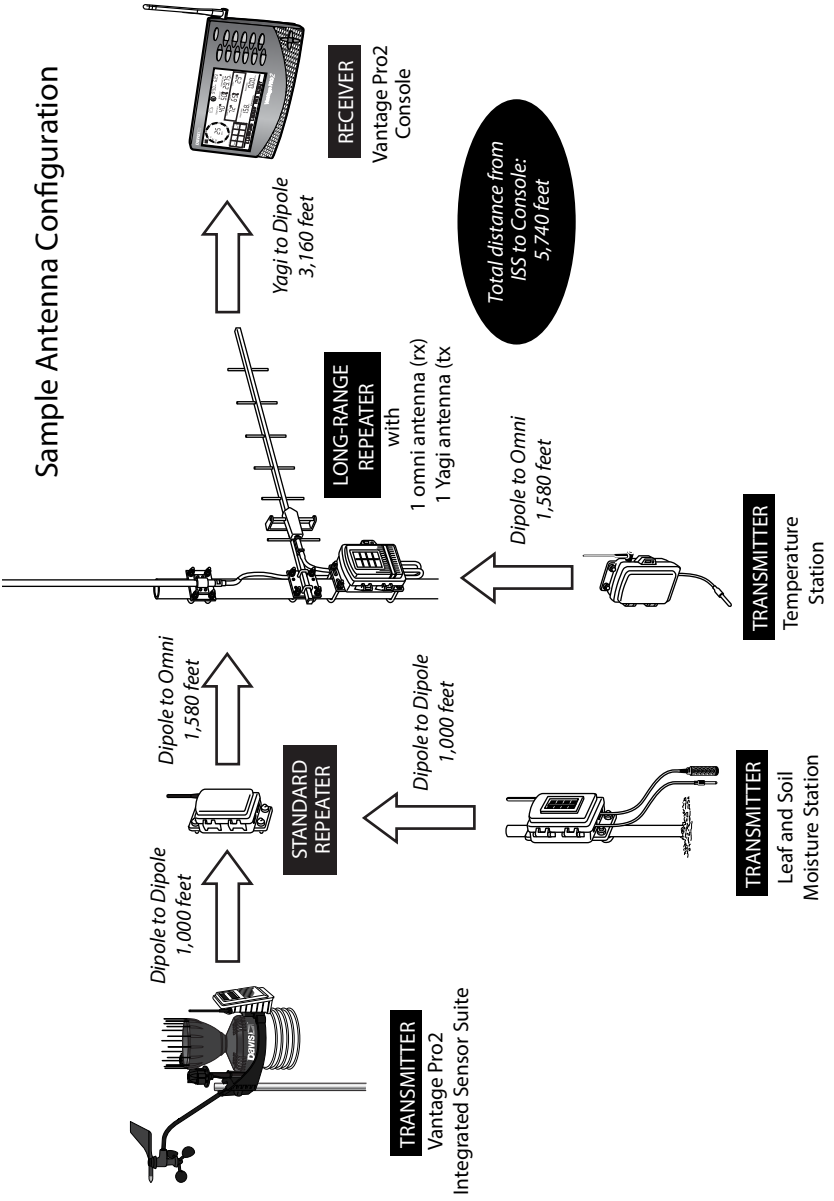 Sample Antenna Configuration
Dipole to Dipole
1,000 feet
Dipole to Omni
1,580 feet
Yagi to Dipole
3,160 feet
TRANSMITTER
Vantage Pro2
Integrated Sensor Suite
Davis
STANDARD
REPEATER
LONG-RANGE
REPEATER
with
1 omni antenna (rx)
1 Yagi antenna (tx
RECEIVER
Vantage Pro2
Console
Dipole to Dipole
1,000 feet
Dipole to Omni
1,580 feet
Total distance from
ISS to Console:
5,740 feet
TRANSMITTER
Leaf and Soil
Moisture Station
TRANSMITTER
Temperature
Station